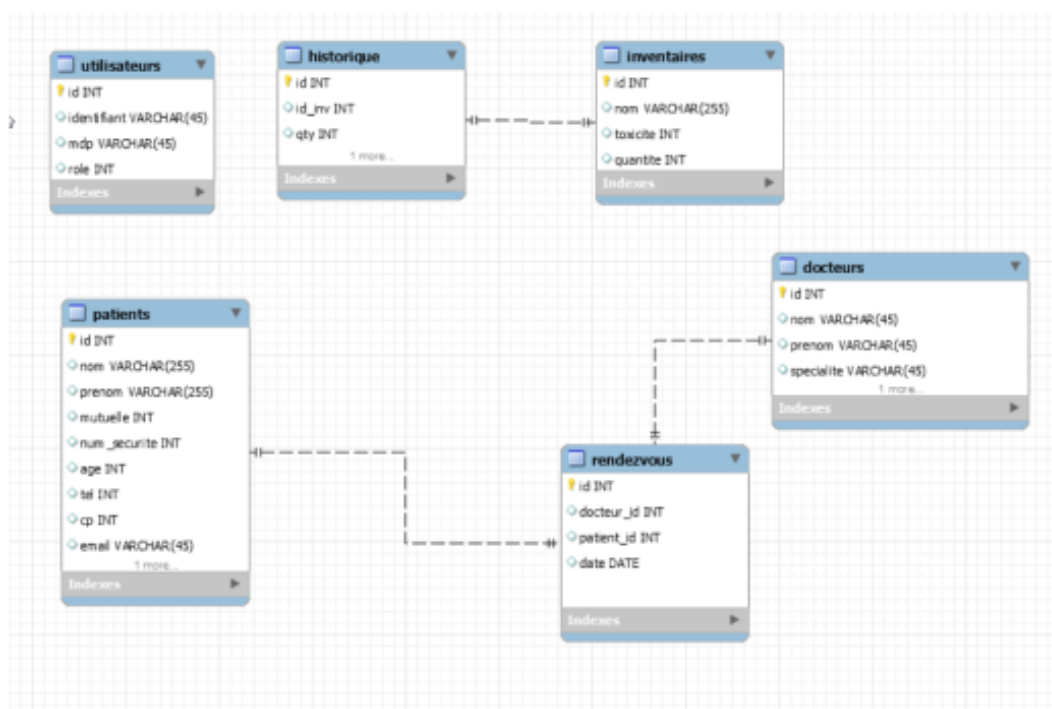 utilisateurs
id INT
identifiant VARCHAR(45)
mdp VARCHAR(45)
role INT
Indexes
historique
id INT
id_inv INT
qty INT
1 more...
Indexes
inventaires
id INT
nom VARCHAR(255)
toxicite INT
quantite INT
Indexes
docteurs
id INT
nom VARCHAR(45)
prenom VARCHAR(45)
specialite VARCHAR(45)
1 more...
Indexes
patients
id INT
nom VARCHAR(255)
prenom VARCHAR(255)
mutuelle INT
num_securite INT
age INT
tel INT
cp INT
email VARCHAR(45)
1 more...
Indexes
rendezvous
id INT
docteur_id INT
patient_id INT
date DATE
Indexes